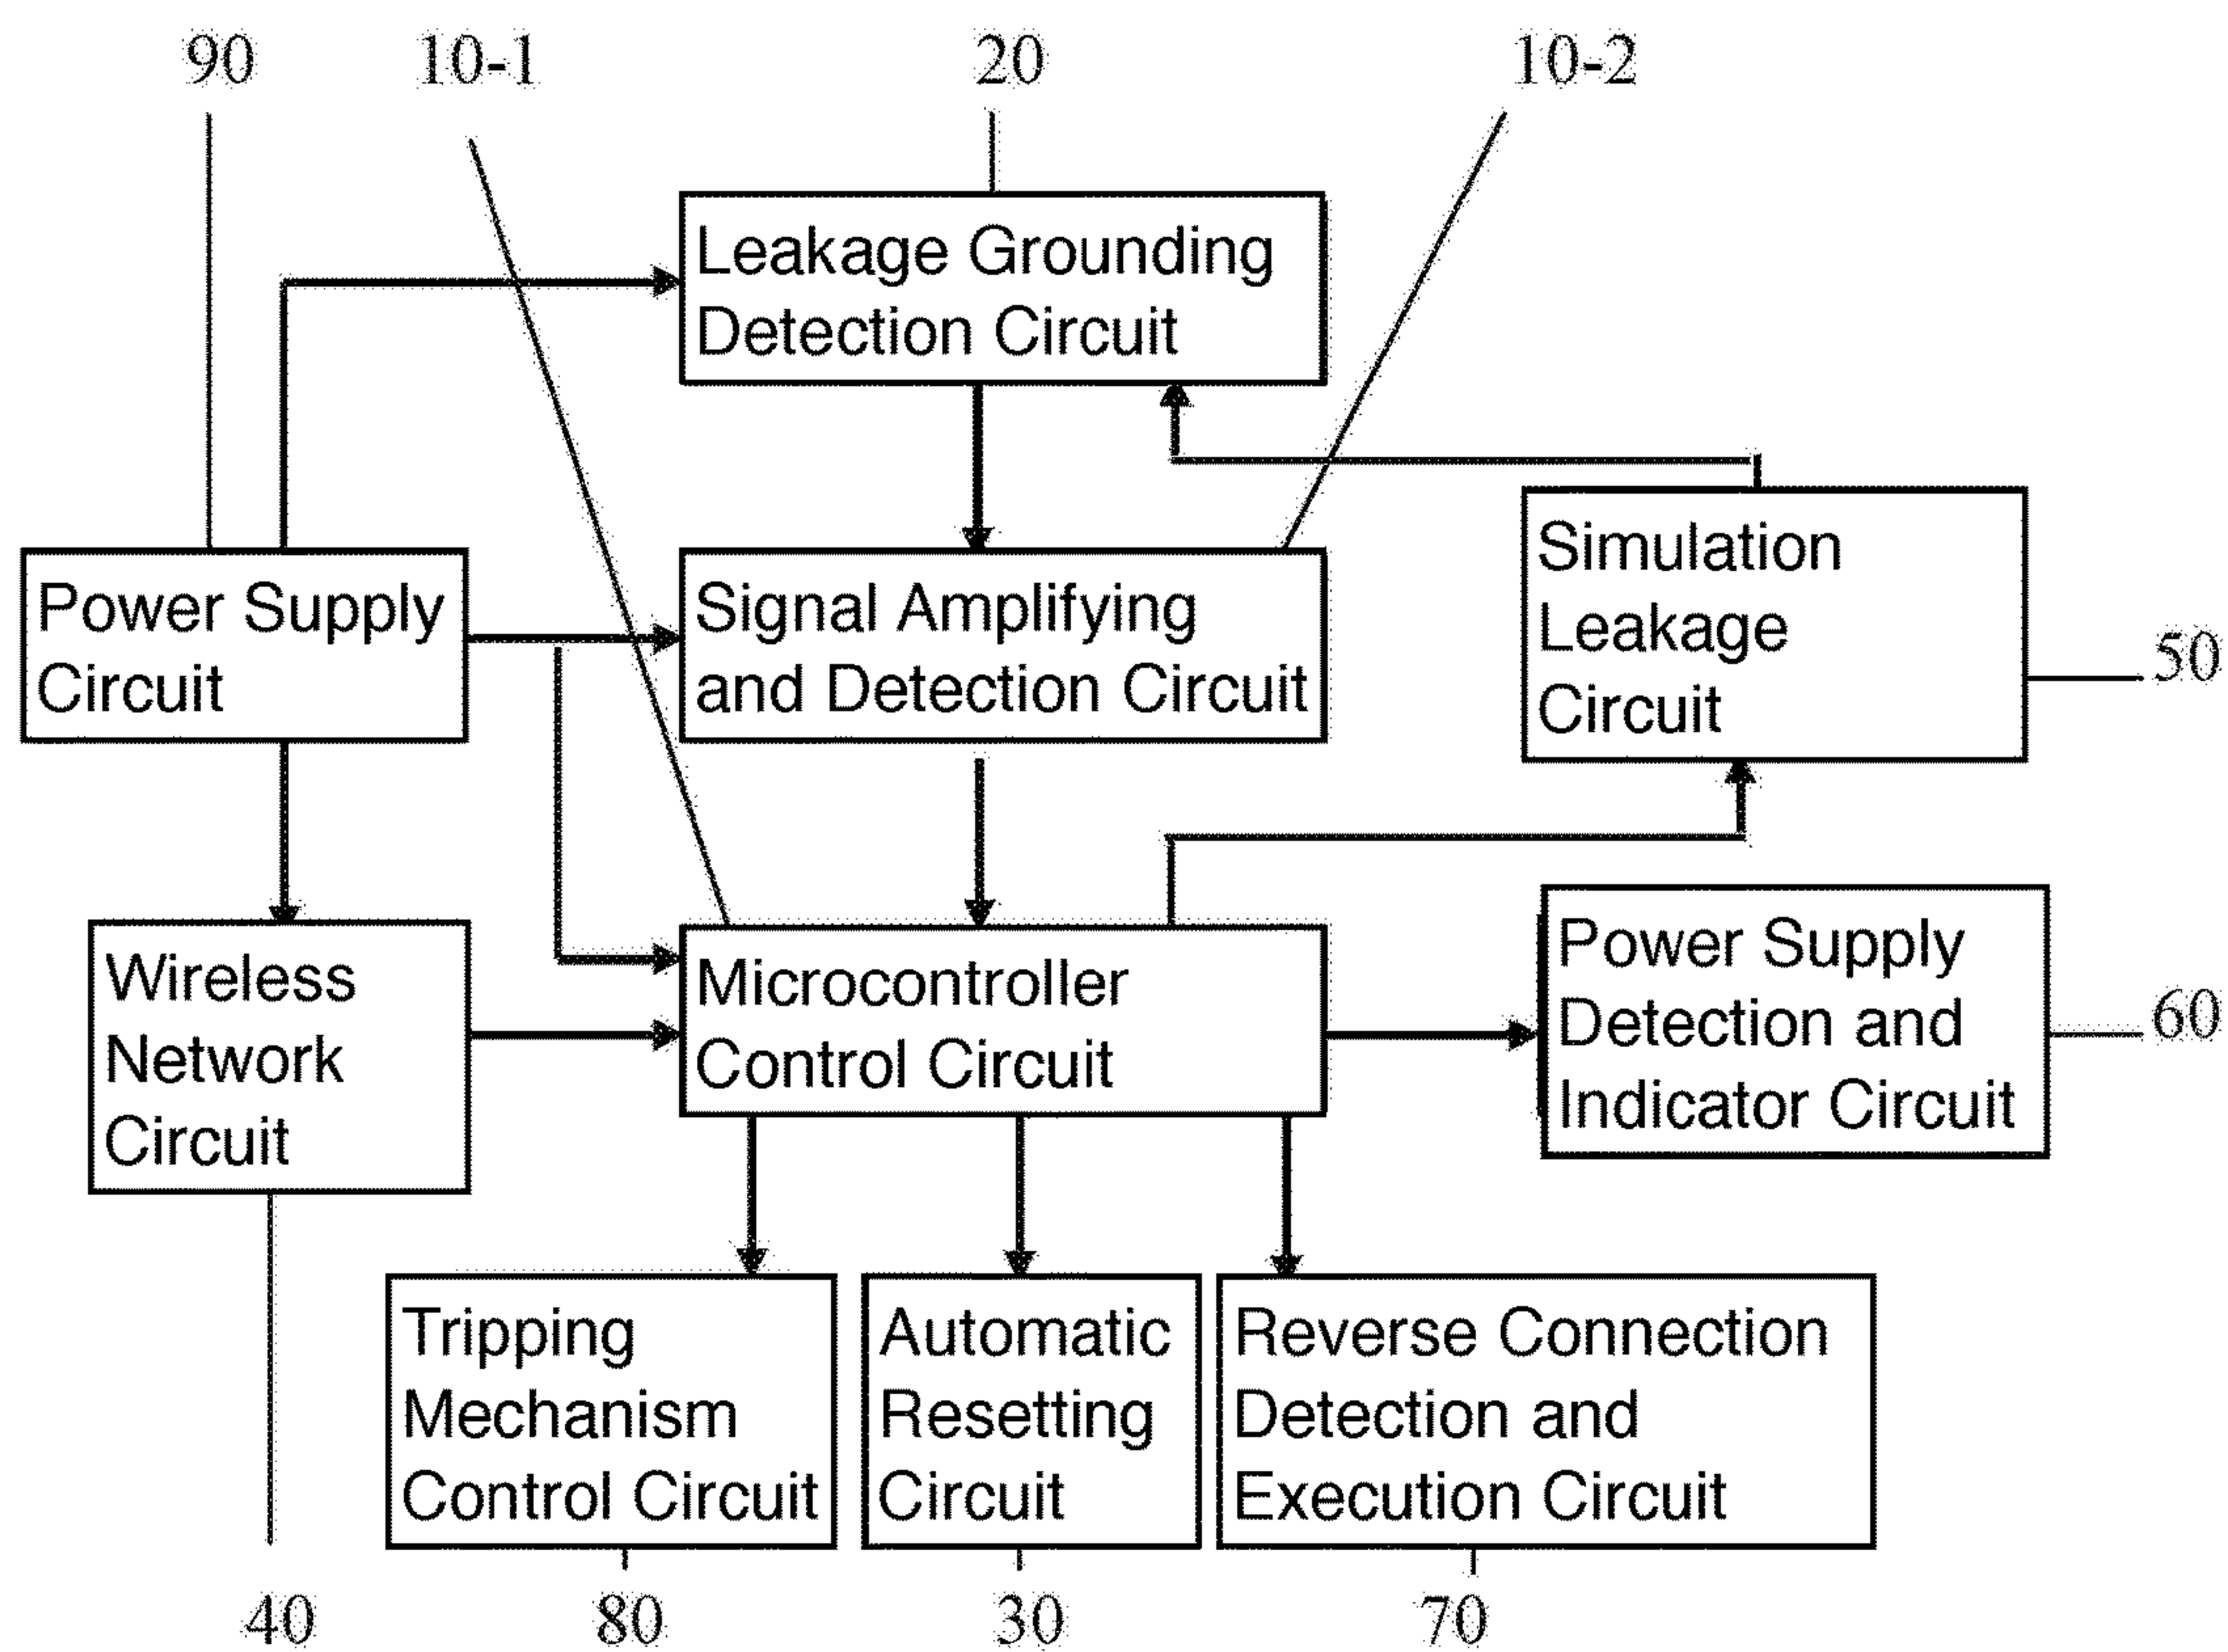 90
10-1
20
10-2
Leakage Grounding
Detection Circuit
Power Supply
Circuit
Signal Amplifying
and Detection Circuit
Simulation
Leakage
Circuit
50
Wireless
Network
Circuit
Microcontroller
Control Circuit
Power Supply
Detection and
Indicator Circuit
60
Tripping
Mechanism
Control Circuit
Automatic
Resetting
Circuit
Reverse Connection
Detection and
Execution Circuit
40
80
30
70